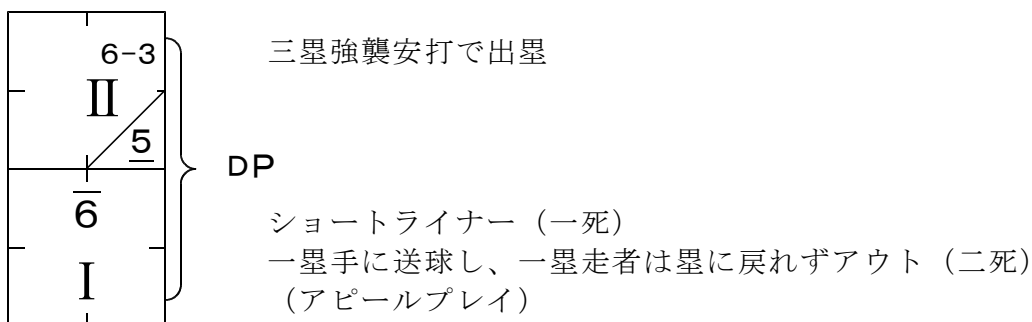 6-3
三塁強襲安打で出塁
Ⅱ
5
DP
6
ショートライナー(一死)
一塁手に送球し、一塁走者は塁に戻れずアウト(二死)
(アピールプレイ)
Ⅰ